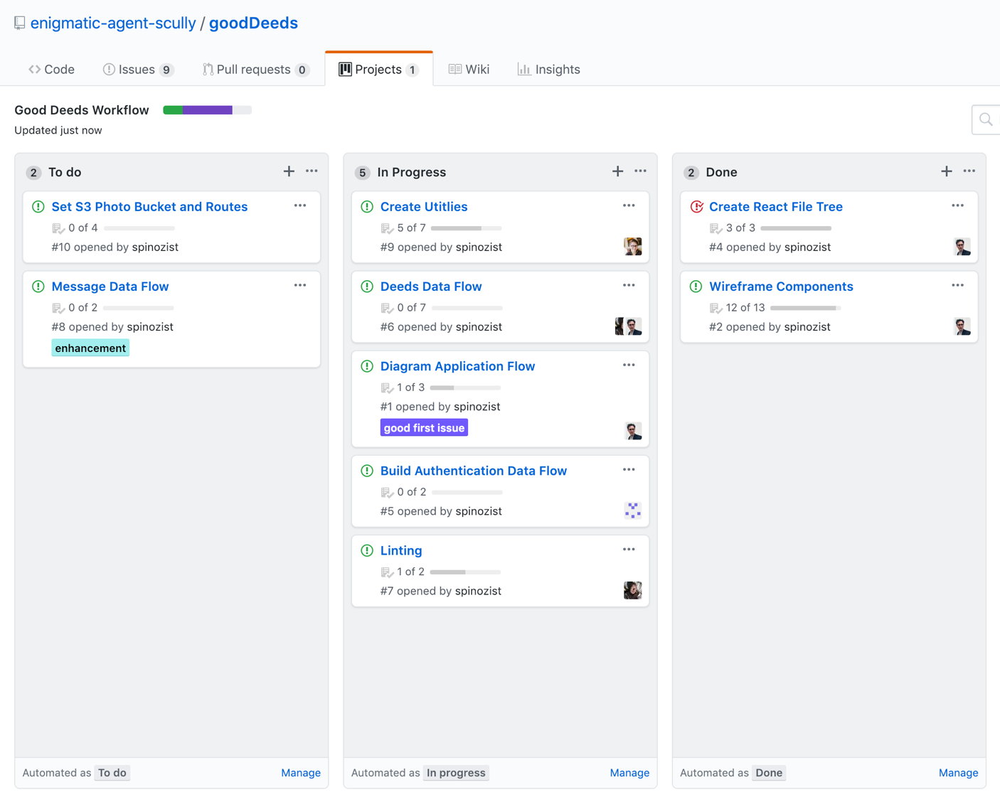 enigmatic-agent-scully / goodDeeds
Code Issues 9 Pull requests 0 Projects 1 Wiki Insights
Good Deeds Workflow
Updated just now
2 To do
Set S3 Photo Bucket and Routes
0 of 4
#10 opened by spinozist
Message Data Flow
0 of 2
#8 opened by spinozist
enhancement
Automated as To do Manage
5 In Progress
Create Utitlies
5 of 7
#9 opened by spinozist
Deeds Data Flow
0 of 7
#6 opened by spinozist
Diagram Application Flow
1 of 3
#1 opened by spinozist
good first issue
Build Authentication Data Flow
0 of 2
#5 opened by spinozist
Linting
1 of 2
#7 opened by spinozist
Automated as In progress Manage
2 Done
Create React File Tree
3 of 3
#4 opened by spinozist
Wireframe Components
12 of 13
#2 opened by spinozist
Automated as Done Manage